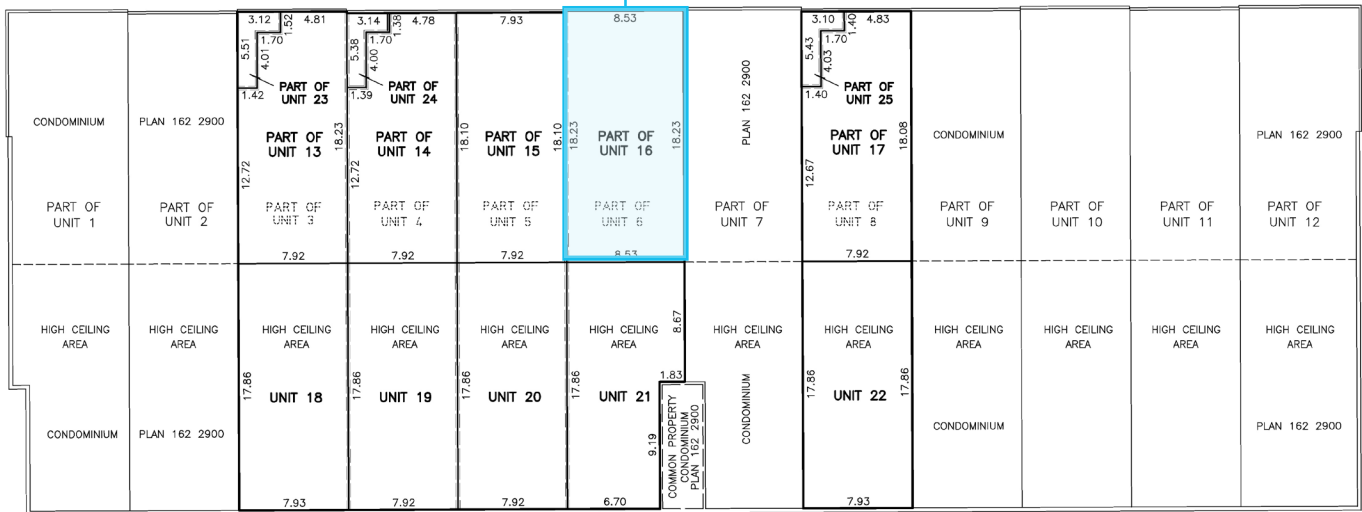 3.12
1.52
4.81
3.14
1.38
4.78
7.93
8.53
3.10
1.40
4.83
5.51
1.70
4.01
5.38
1.70
4.00
5.43
1.70
4.03
1.42
PART OF
UNIT 23
1.39
PART OF
UNIT 24
1.40
PART OF
UNIT 25
PLAN 162 2900
CONDOMINIUM
PLAN 162 2900
PART OF
UNIT 13
18.23
PART OF
UNIT 14
18.10
PART OF
UNIT 15
18.10
18.23
PART OF
UNIT 16
18.23
PART OF
UNIT 17
18.08
CONDOMINIUM
PLAN 162 2900
12.72
12.72
12.67
PART OF
UNIT 1
PART OF
UNIT 2
PART OF
UNIT 3
PART OF
UNIT 4
PART OF
UNIT 5
PART OF
UNIT 6
PART OF
UNIT 7
PART OF
UNIT 8
PART OF
UNIT 9
PART OF
UNIT 10
PART OF
UNIT 11
PART OF
UNIT 12
7.92
7.92
7.92
8.53
7.92
HIGH CEILING
AREA
HIGH CEILING
AREA
HIGH CEILING
AREA
HIGH CEILING
AREA
HIGH CEILING
AREA
HIGH CEILING
AREA
8.67
HIGH CEILING
AREA
HIGH CEILING
AREA
HIGH CEILING
AREA
HIGH CEILING
AREA
HIGH CEILING
AREA
HIGH CEILING
AREA
1.83
17.86
UNIT 18
17.86
UNIT 19
17.86
UNIT 20
17.86
UNIT 21
17.86
UNIT 22
17.86
CONDOMINIUM
PLAN 162 2900
9.19
COMMON PROPERTY
CONDOMINIUM
PLAN 162 2900
CONDOMINIUM
CONDOMINIUM
PLAN 162 2900
7.93
7.92
7.92
6.70
7.93